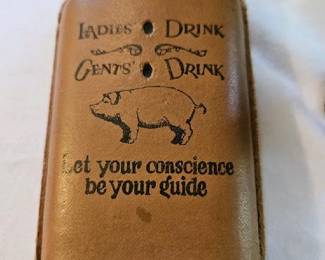 Ladies' Drink
Gents' Drink
Let your conscience
be your guide